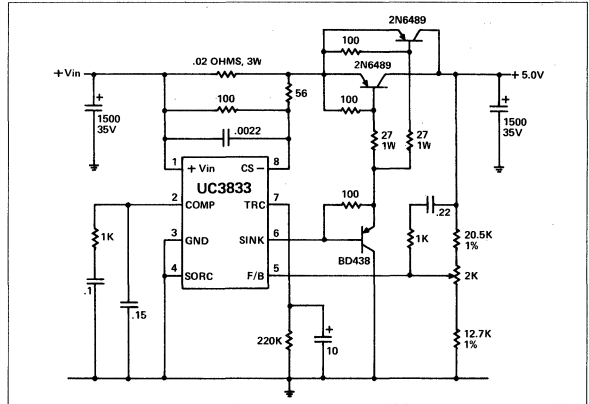 2N6489
100
.02 OHMS, 3W
2N6489
+Vin
+ 5.0V
+
1500
35V
100
56
100
+
1500
35V
.0022
27
1W
27
1W
1
+ Vin
CS −
8
UC3833
2
COMP
TRC
7
100
.22
1K
3
GND
SINK
6
1K
20.5K
1%
BD438
4
SORC
F/B
5
2K
.1
.15
220K
+
10
12.7K
1%